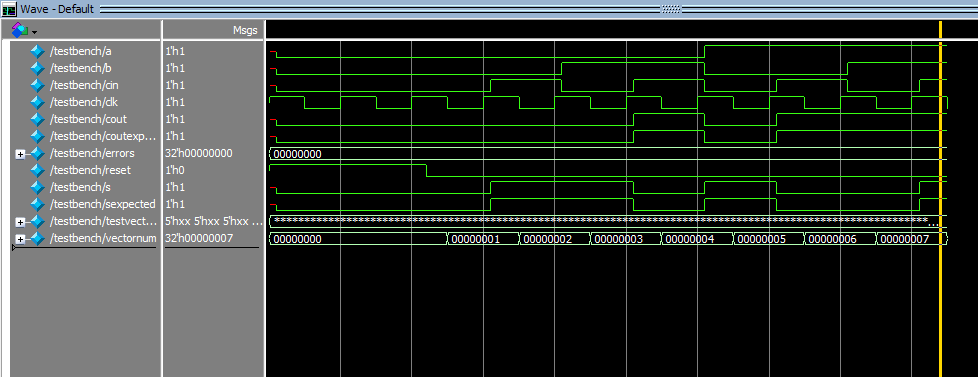 Wave - Default
Msgs
/testbench/a 1'h1
/testbench/b 1'h1
/testbench/cin 1'h1
/testbench/clk 1'h1
/testbench/cout 1'h1
/testbench/coutexp... 1'h1
/testbench/errors 32'h00000000 00000000
/testbench/reset 1'h0
/testbench/s 1'h1
/testbench/sexpected 1'h1
/testbench/testvect... 5'hxx 5'hxx 5'hxx ...
/testbench/vectornum 32'h00000007 00000000 00000001 00000002 00000003 00000004 00000005 00000006 00000007